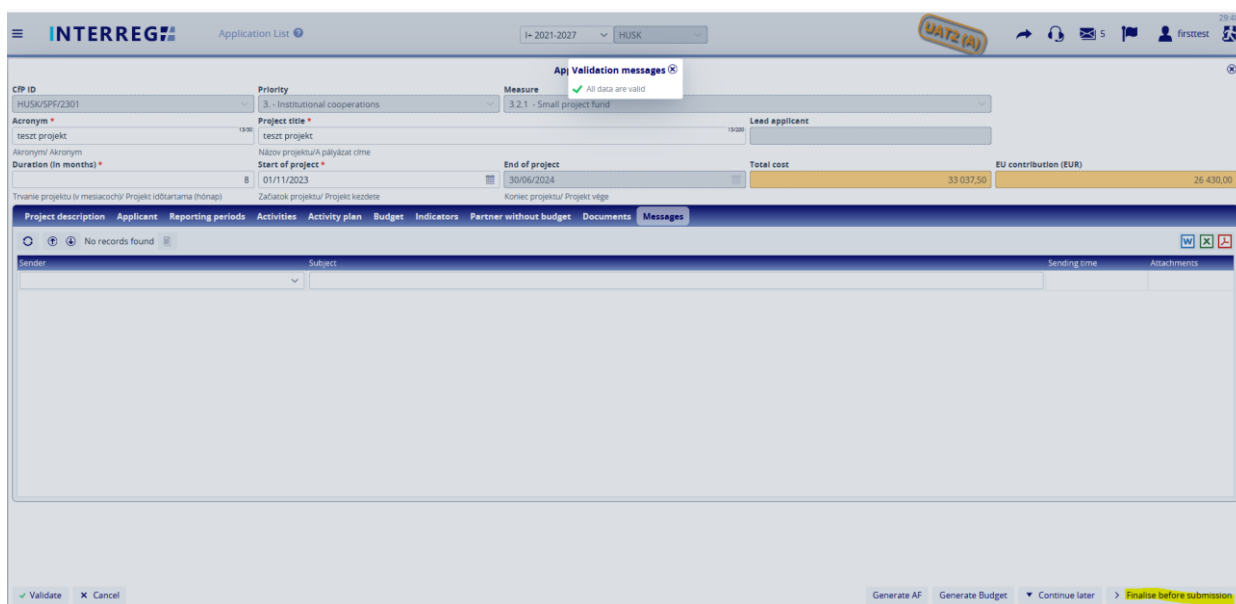 INTERREG Application List I+ 2021-2027 HUSK UAT2 (A) 5 firsttest
Validation messages
All data are valid
CfP ID Priority Measure
HUSK/SPF/2301 3. - Institutional cooperations 3.2.1 - Small project fund
Acronym * Project title * Lead applicant
teszt projekt 13/30 teszt projekt 13/200
Akronym/ Akronym Názov projektu/A pályázat címe
Duration (in months) * Start of project * End of project Total cost EU contribution (EUR)
8 01/11/2023 30/06/2024 33 037,50 26 430,00
Trvanie projektu (v mesiacoch)/ Projekt időtartama (hónap) Začiatok projektu/ Projekt kezdete Koniec projektu/ Projekt vége
Project description Applicant Reporting periods Activities Activity plan Budget Indicators Partner without budget Documents Messages
No records found
Sender Subject Sending time Attachments
Validate Cancel Generate AF Generate Budget Continue later Finalise before submission